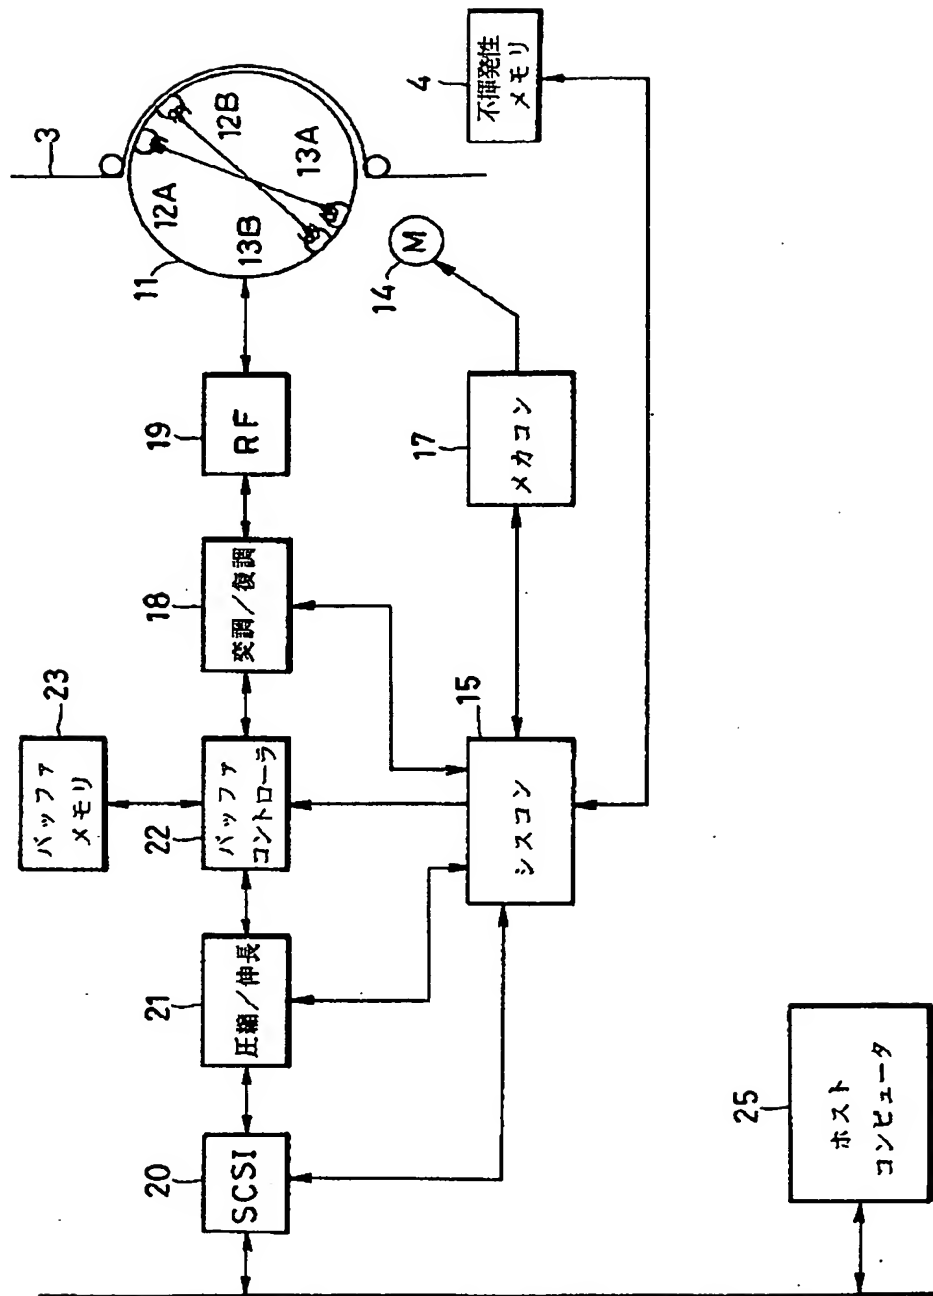 3
11
12A
12B
13B
13A
4
不揮発性
メモリ
14
M
19
RF
17
メカコン
18
変調/復調
23
バッファ
メモリ
22
バッファ
コントローラ
15
シスコン
21
圧縮/伸長
20
SCSI
25
ホスト
コンピュータ